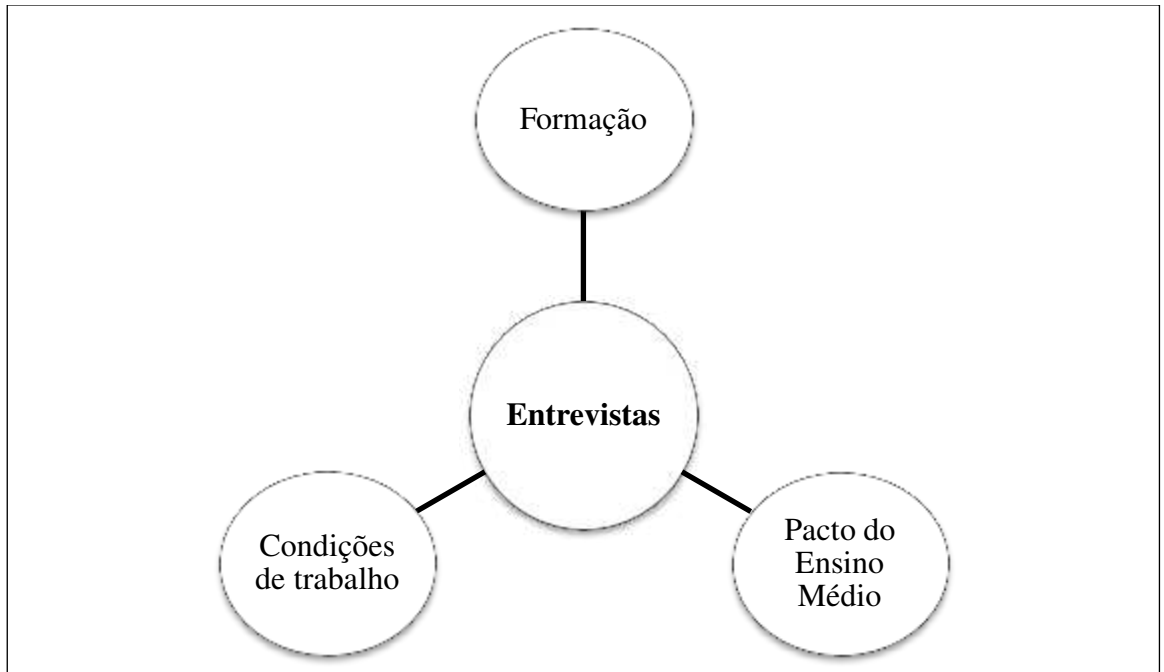 Formação
Entrevistas
Condições
de trabalho
Pacto do
Ensino
Médio